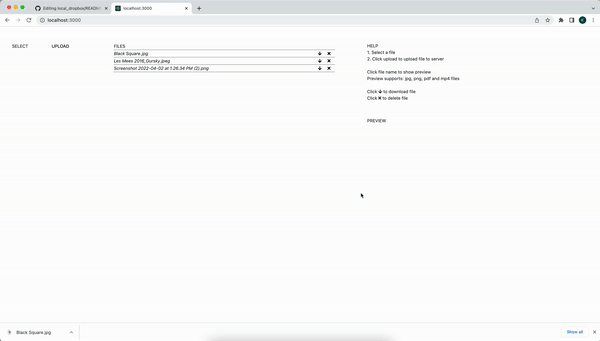 Editing local_dropbox/READM
localhost:3000
localhost:3000
SELECT
UPLOAD
FILES
Black Square.jpg
Les Mees 2016_Gursky.jpeg
Screenshot 2022-04-02 at 1.26.34 PM (2).png
HELP
1. Select a file
2. Click upload to upload file to server
Click file name to show preview
Preview supports: jpg, png, pdf and mp4 files
Click ↓ to download file
Click ✖ to delete file
PREVIEW
Black Square.jpg
Show all